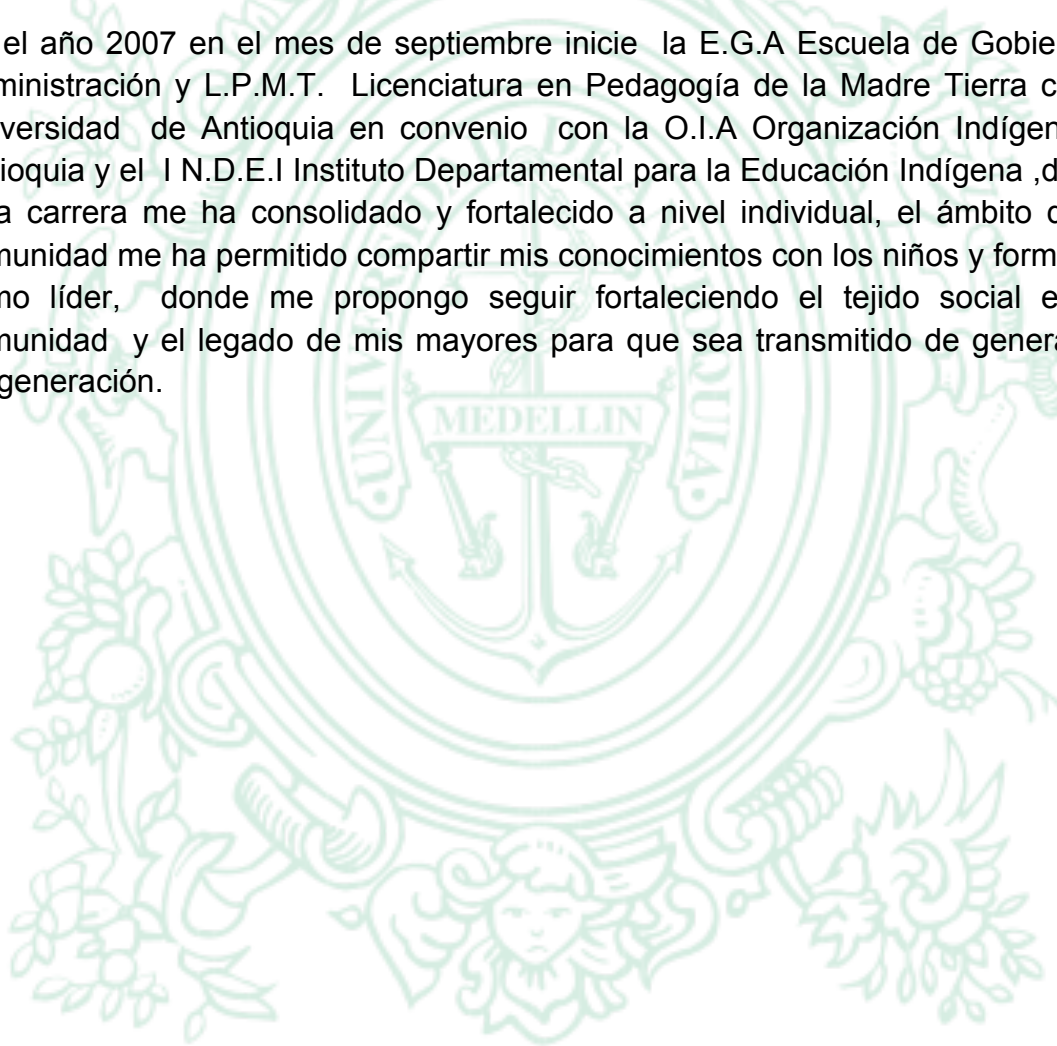 el año 2007 en el mes de septiembre inicie la E.G.A Escuela de Gobie
ministración y L.P.M.T. Licenciatura en Pedagogía de la Madre Tierra c
versidad de Antioquia en convenio con la O.I.A Organización Indígen
ioquia y el I N.D.E.I Instituto Departamental para la Educación Indígena ,d
a carrera me ha consolidado y fortalecido a nivel individual, el ámbito
munidad me ha permitido compartir mis conocimientos con los niños y form
mo líder, donde me propongo seguir fortaleciendo el tejido social e
munidad y el legado de mis mayores para que sea transmitido de genera
generación.
MEDELLIN